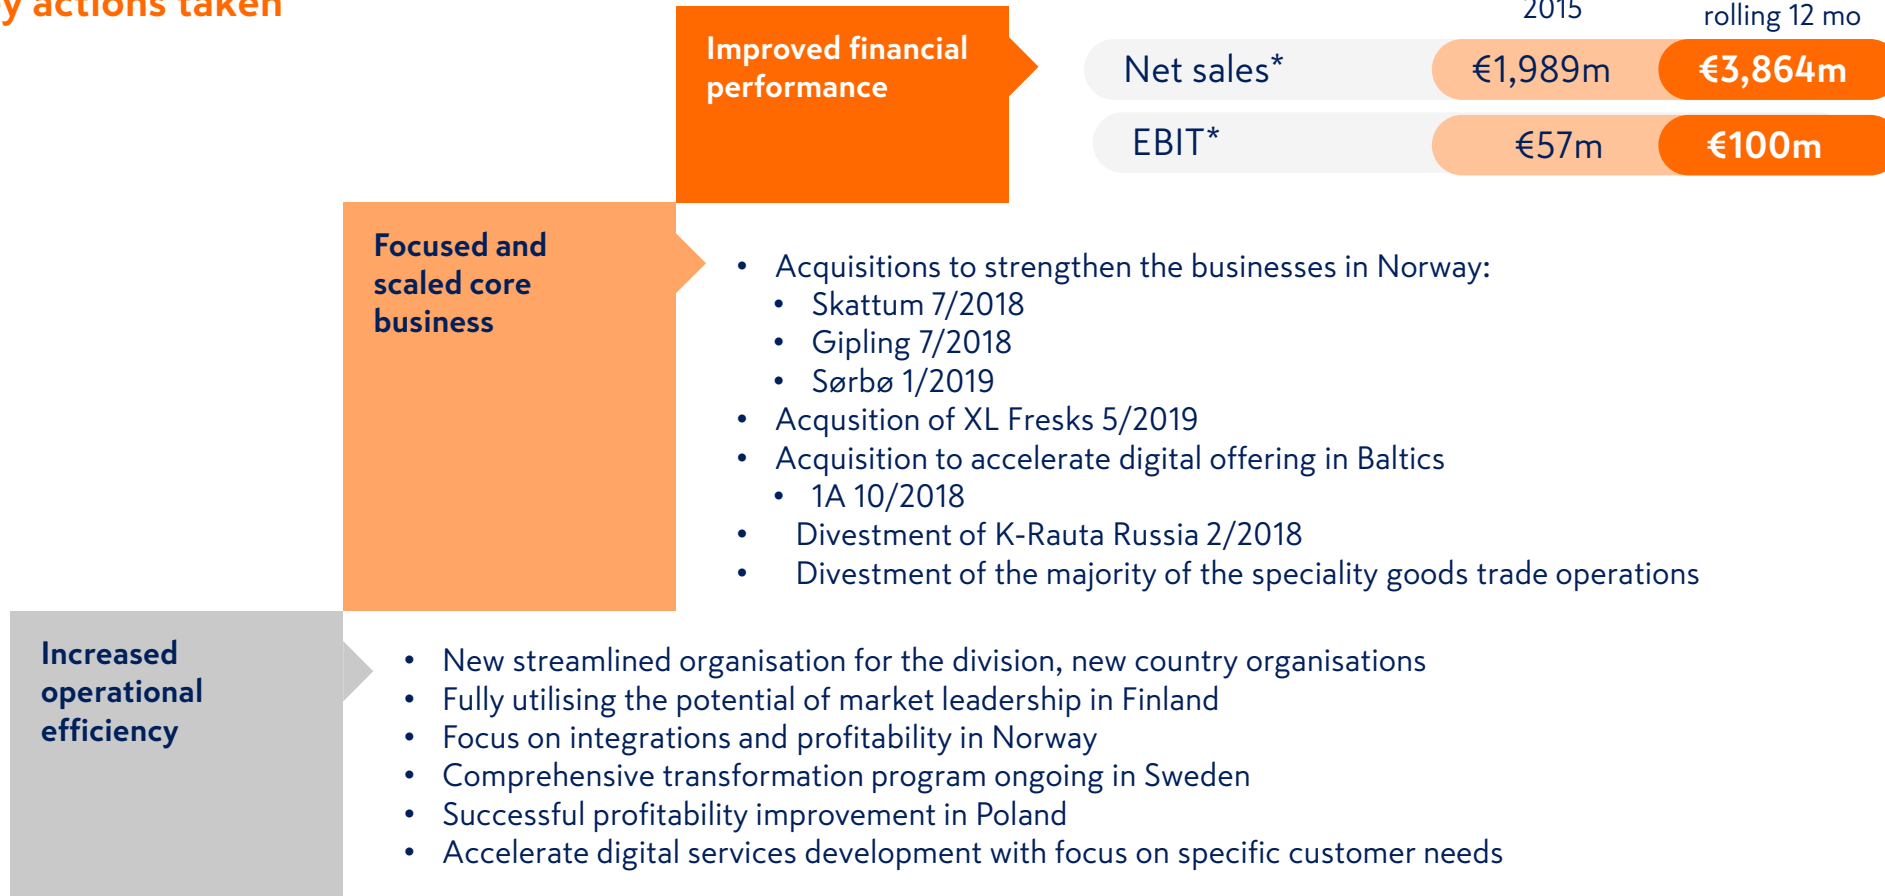 y actions taken
2015
rolling 12 mo
Improved financial
performance
Net sales* €1,989m €3,864m
EBIT* €57m €100m
Focused and
scaled core
business
• Acquisitions to strengthen the businesses in Norway:
• Skattum 7/2018
• Gipling 7/2018
• Sørbø 1/2019
• Acqusition of XL Fresks 5/2019
• Acquisition to accelerate digital offering in Baltics
• 1A 10/2018
• Divestment of K-Rauta Russia 2/2018
• Divestment of the majority of the speciality goods trade operations
Increased
operational
efficiency
• New streamlined organisation for the division, new country organisations
• Fully utilising the potential of market leadership in Finland
• Focus on integrations and profitability in Norway
• Comprehensive transformation program ongoing in Sweden
• Successful profitability improvement in Poland
• Accelerate digital services development with focus on specific customer needs